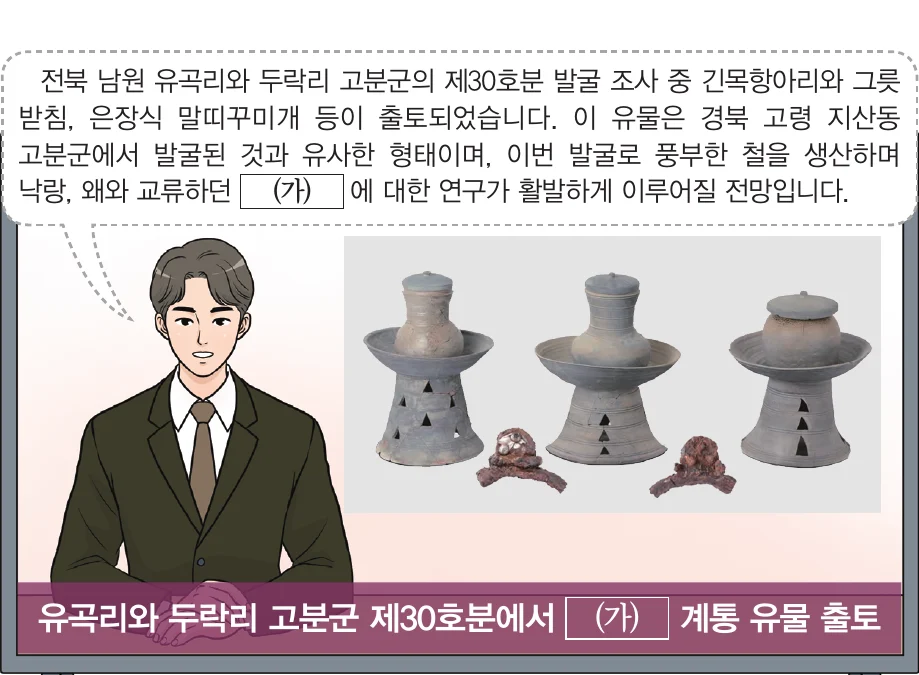 전북 남원 유곡리와 두락리 고분군의 제30호분 발굴 조사 중 긴목항아리와 그릇
받침, 은장식 말띠꾸미개 등이 출토되었습니다. 이 유물은 경북 고령 지산동
고분군에서 발굴된 것과 유사한 형태이며, 이번 발굴로 풍부한 철을 생산하며
낙랑, 왜와 교류하던 (가) 에 대한 연구가 활발하게 이루어질 전망입니다.
유곡리와 두락리 고분군 제30호분에서 (가) 계통 유물 출토